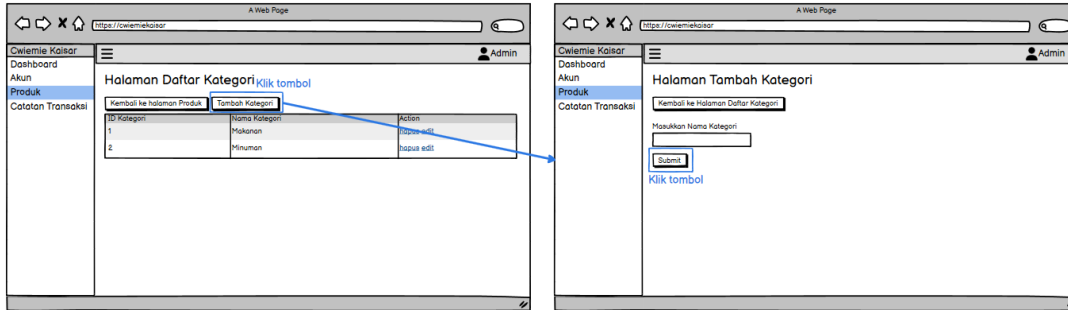 A Web Page
https://cwiemiekaisar
Cwiemie Kaisar
Dashboard
Akun
Produk
Catatan Transaksi
Admin
Halaman Daftar Kategori
Klik tombol
Kembali ke halaman Produk
Tambah Kategori
ID Kategori Nama Kategori Action
1 Makanan hapus edit
2 Minuman hapus edit
A Web Page
https://cwiemiekaisar
Cwiemie Kaisar
Dashboard
Akun
Produk
Catatan Transaksi
Admin
Halaman Tambah Kategori
Kembali ke Halaman Daftar Kategori
Masukkan Nama Kategori
Submit
Klik tombol